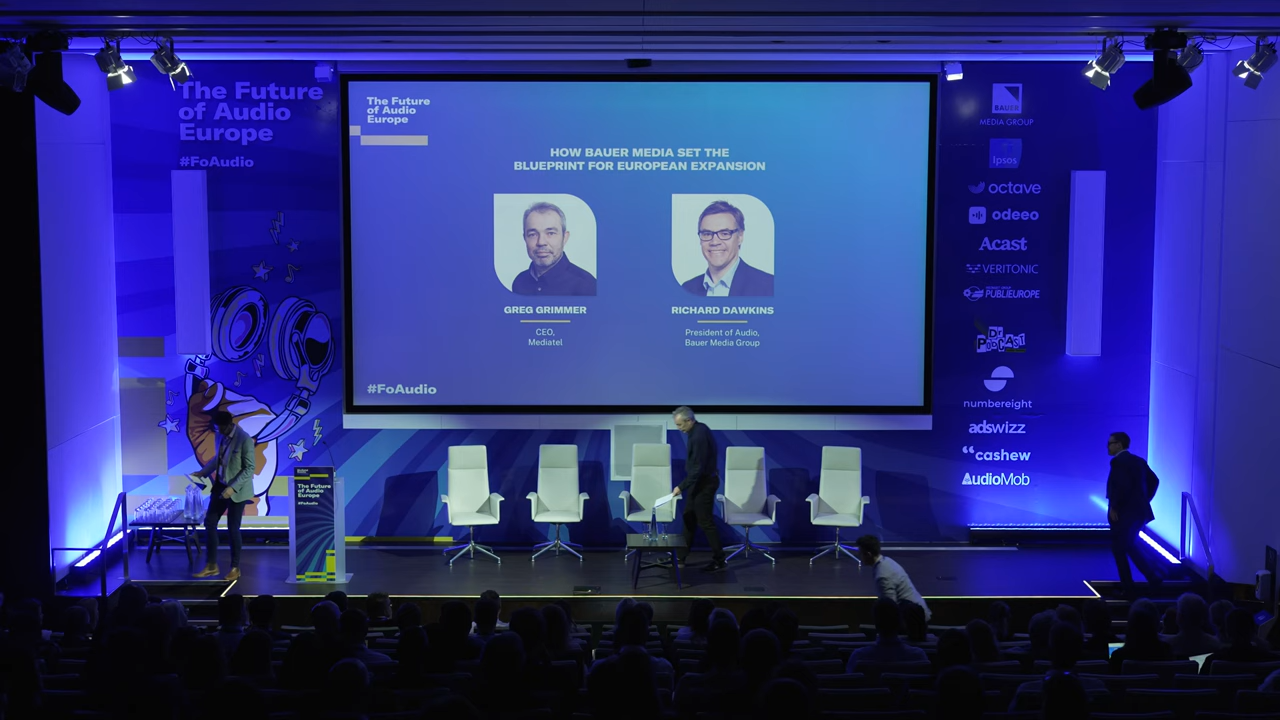 The Future
of Audio
Europe
#FoAudio
The Future
of Audio
Europe
HOW BAUER MEDIA SET THE
BLUEPRINT FOR EUROPEAN EXPANSION
GREG GRIMMER
CEO,
Mediatel
RICHARD DAWKINS
President of Audio,
Bauer Media Group
#FoAudio
BAUER
MEDIA GROUP
Ipsos
octave
odeeo
Acast
VERITONIC
PUBLIEUROPE
Dr
PODCAST
numbereight
adswizz
cashew
AudioMob
The Future
of Audio
Europe
#FoAudio